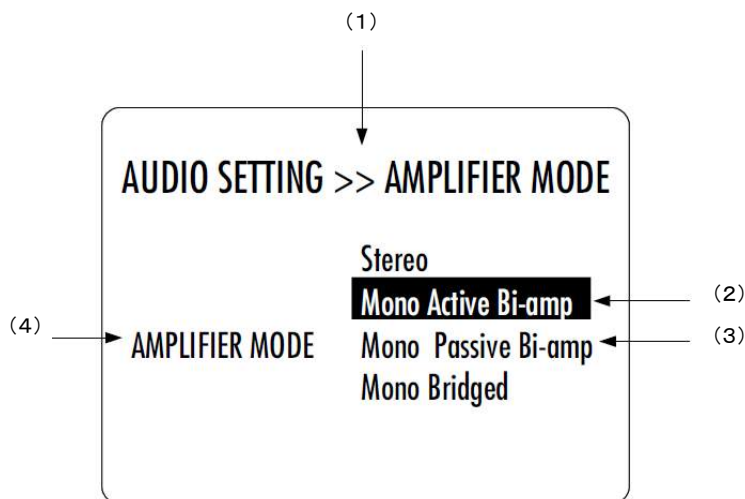 (1)
AUDIO SETTING >> AMPLIFIER MODE
Stereo
Mono Active Bi-amp
(2)
(4)
AMPLIFIER MODE
Mono Passive Bi-amp
(3)
Mono Bridged